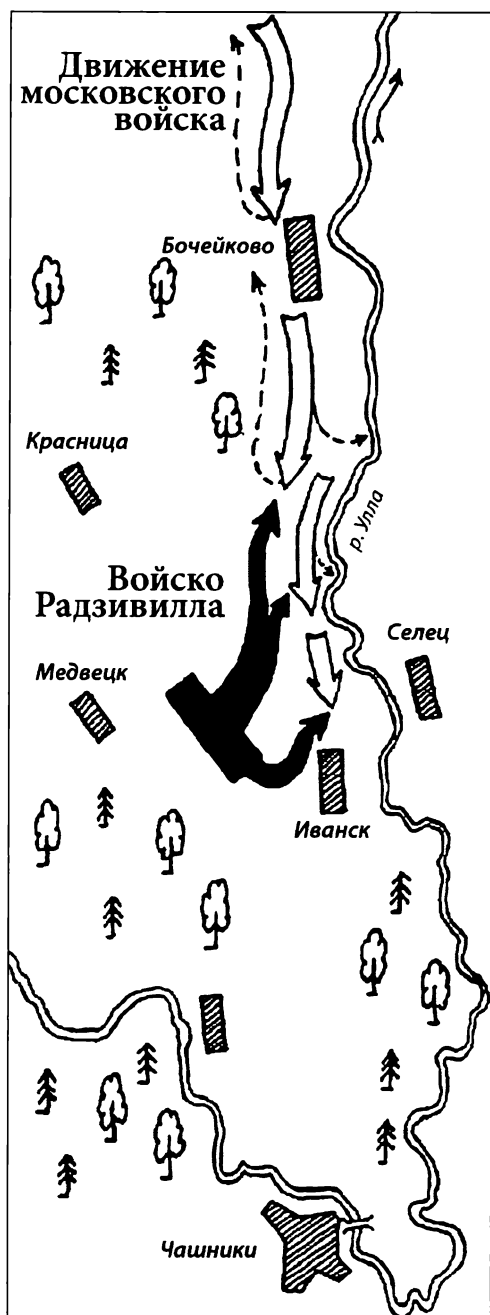 Движение
московского
войска
Бочейково
Красница
р. Улла
Войско
Радзивилла
Селец
Медвецк
Иванск
Чашники